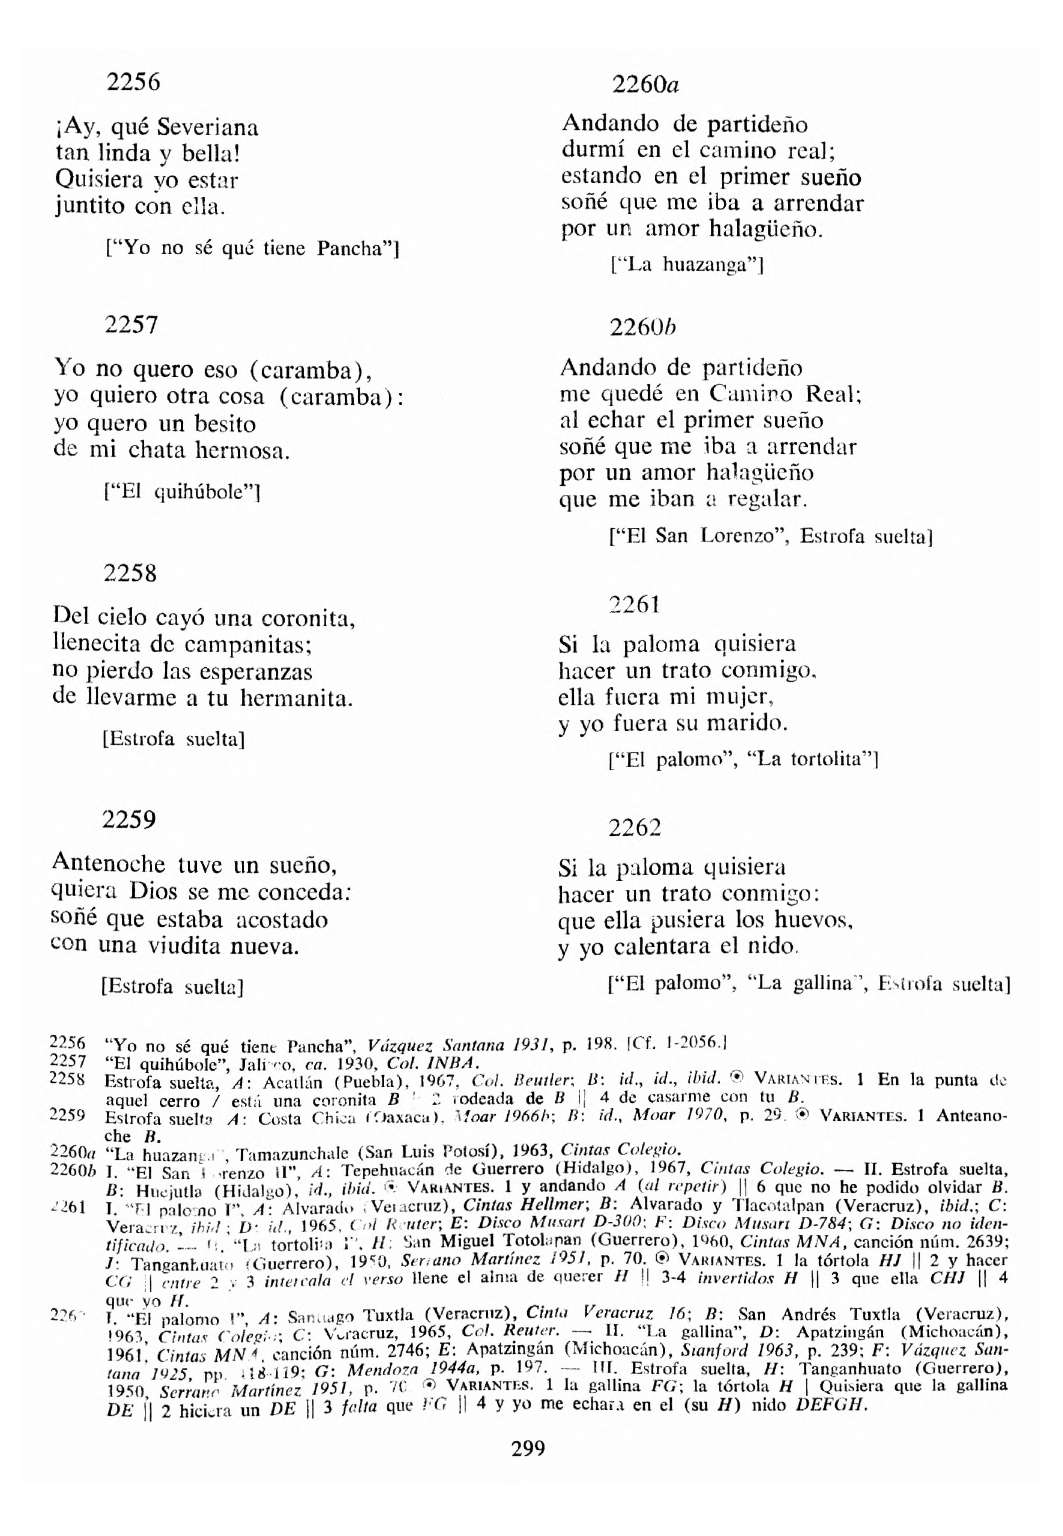 2256
¡Ay, qué Severiana
tan linda y bella!
Quisiera yo estar
juntito con ella.
[“Yo no sé qué tiene Pancha”]
2257
Yo no quero eso (caramba),
yo quiero otra cosa (caramba):
yo quero un besito
de mi chata hermosa.
[“El quihúbole”]
2258
Del cielo cayó una coronita,
llenecita de campanitas;
no pierdo las esperanzas
de llevarme a tu hermanita.
[Estrofa suelta]
2259
Antenoche tuve un sueño,
quiera Dios se me conceda:
soñé que estaba acostado
con una viudita nueva.
[Estrofa suelta]
2260a
Andando de partideño
durmí en el camino real;
estando en el primer sueño
soñé que me iba a arrendar
por un amor halagüeño.
[“La huazanga”]
2260b
Andando de partideño
me quedé en Camino Real;
al echar el primer sueño
soñé que me iba a arrendar
por un amor halagüeño
que me iban a regalar.
[“El San Lorenzo”, Estrofa suelta]
2261
Si la paloma quisiera
hacer un trato conmigo,
ella fuera mi mujer,
y yo fuera su marido.
[“El palomo”, “La tortolita”]
2262
Si la paloma quisiera
hacer un trato conmigo:
que ella pusiera los huevos,
y yo calentara el nido.
[“El palomo”, “La gallina”, Estrofa suelta]
2256 “Yo no sé qué tiene Pancha”, Vázquez Santana 1931, p. 198. [Cf. 1-2056.]
2257 “El quihúbole”, Jalisco, ca. 1930, Col. INBA.
2258 Estrofa suelta, A: Acatlán (Puebla), 1967, Col. Beutler; B: id., id., ibid. ⦿ VARIANTES. 1 En la punta de
aquel cerro / está una coronita B || 2 rodeada de B || 4 de casarme con tu B.
2259 Estrofa suelta A: Costa Chica (Oaxaca), Moar 1966b; B: id., Moar 1970, p. 29. ⦿ VARIANTES. 1 Anteano-
che B.
2260a “La huazanga”, Tamazunchale (San Luis Potosí), 1963, Cintas Colegio.
2260b I. “El San Lorenzo II”, A: Tepehuacán de Guerrero (Hidalgo), 1967, Cintas Colegio. — II. Estrofa suelta,
B: Huejutla (Hidalgo), id., ibid. ⦿ VARIANTES. 1 y andando A (al repetir) || 6 que no he podido olvidar B.
2261 I. “El palomo I”, A: Alvarado (Veracruz), Cintas Hellmer; B: Alvarado y Tlacotalpan (Veracruz), ibid.; C:
Veracruz, ibid.; D: id., 1965, Col. Reuter; E: Disco Musart D-300; F: Disco Musart D-784; G: Disco no iden-
tificado. — II. “La tortolita I”, H: San Miguel Totolapan (Guerrero), 1960, Cintas MNA, canción núm. 2639;
J: Tanganhuato (Guerrero), 1950, Serrano Martínez 1951, p. 70. ⦿ VARIANTES. 1 la tórtola HJ || 2 y hacer
CG || entre 2 y 3 intercala el verso llene el alma de querer H || 3-4 invertidos H || 3 que ella CHJ || 4
que yo H.
226 I. “El palomo I”, A: Santiago Tuxtla (Veracruz), Cinta Veracruz 16; B: San Andrés Tuxtla (Veracruz),
1963, Cintas Colegio; C: Veracruz, 1965, Col. Reuter. — II. “La gallina”, D: Apatzingán (Michoacán),
1961, Cintas MNA, canción núm. 2746; E: Apatzingán (Michoacán), Stanford 1963, p. 239; F: Vázquez San-
tana 1925, pp. 118-119; G: Mendoza 1944a, p. 197. — III. Estrofa suelta, H: Tanganhuato (Guerrero),
1950, Serrano Martínez 1951, p. 70 ⦿ VARIANTES. 1 la gallina FG; la tórtola H | Quisiera que la gallina
DE || 2 hiciera un DE || 3 falta que FG || 4 y yo me echara en el (su H) nido DEFGH.
299